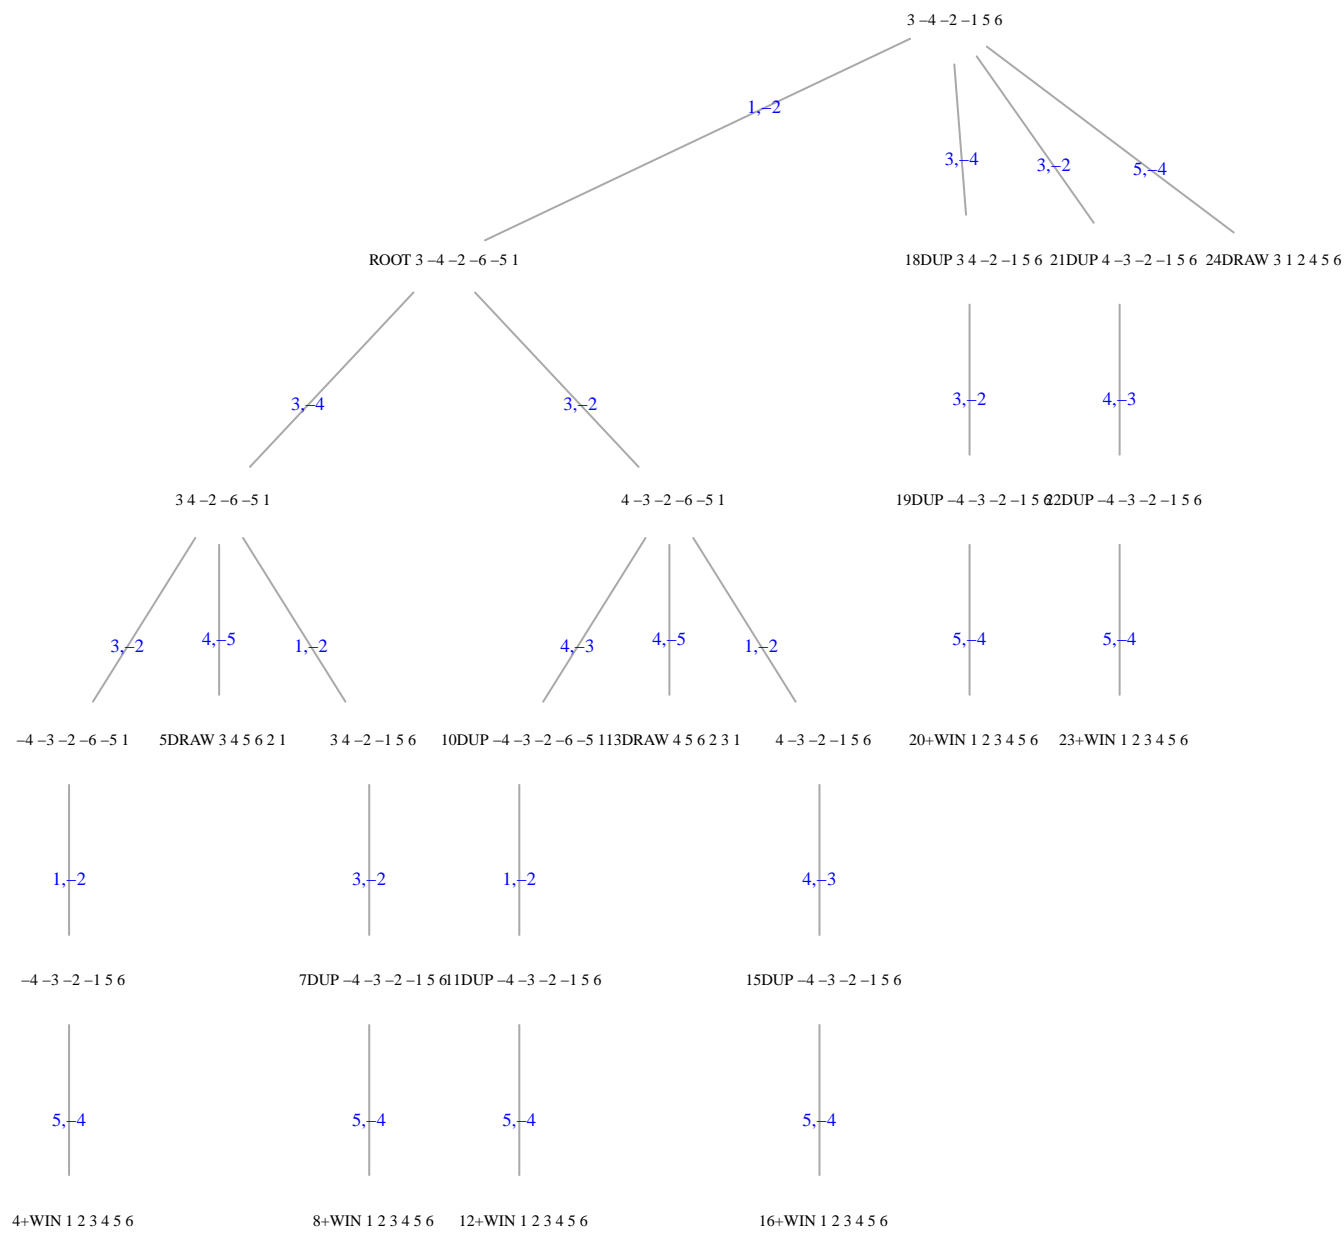 3 –4 –2 –1 5 6
1,–2
3,–4
3,–2
5,–4
ROOT 3 –4 –2 –6 –5 1
18DUP 3 4 –2 –1 5 6
21DUP 4 –3 –2 –1 5 6
24DRAW 3 1 2 4 5 6
3,–4
3,–2
3,–2
4,–3
3 4 –2 –6 –5 1
4 –3 –2 –6 –5 1
19DUP –4 –3 –2 –1 5 6
22DUP –4 –3 –2 –1 5 6
3,–2
4,–5
1,–2
4,–3
4,–5
1,–2
5,–4
5,–4
–4 –3 –2 –6 –5 1
5DRAW 3 4 5 6 2 1
3 4 –2 –1 5 6
10DUP –4 –3 –2 –6 –5 1
13DRAW 4 5 6 2 3 1
4 –3 –2 –1 5 6
20+WIN 1 2 3 4 5 6
23+WIN 1 2 3 4 5 6
1,–2
3,–2
1,–2
4,–3
–4 –3 –2 –1 5 6
7DUP –4 –3 –2 –1 5 6
11DUP –4 –3 –2 –1 5 6
15DUP –4 –3 –2 –1 5 6
5,–4
5,–4
5,–4
5,–4
4+WIN 1 2 3 4 5 6
8+WIN 1 2 3 4 5 6
12+WIN 1 2 3 4 5 6
16+WIN 1 2 3 4 5 6